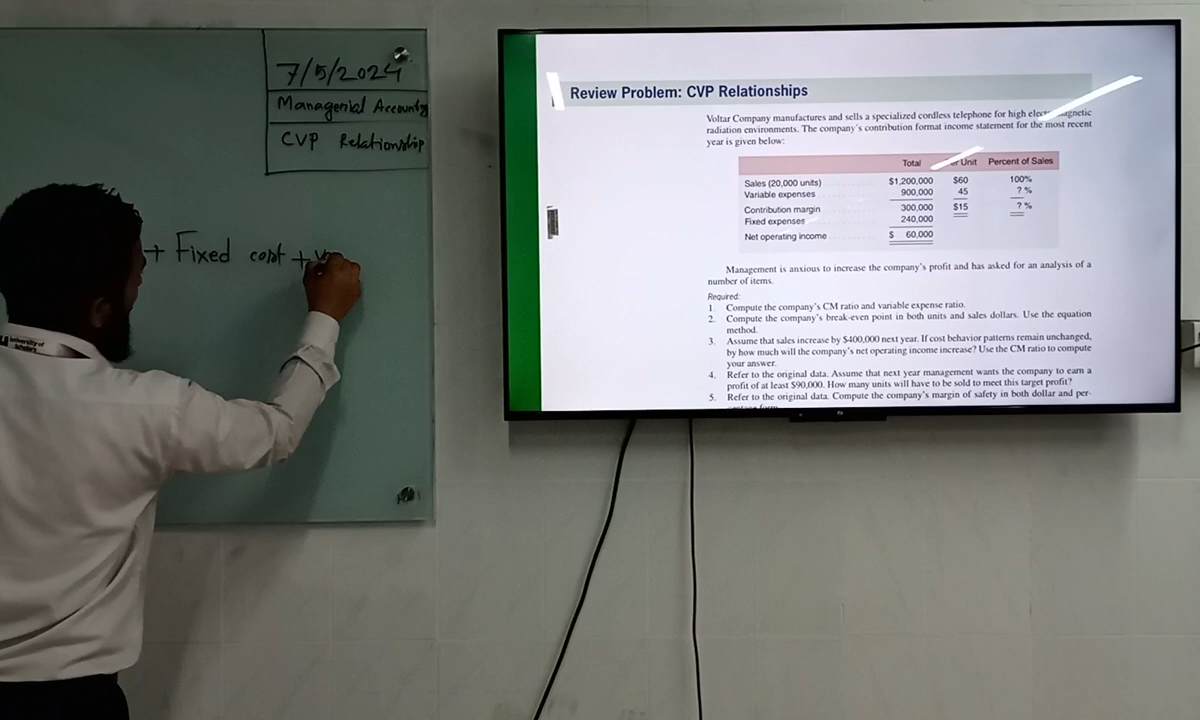 7/5/2024
Managerial Accounting
CVP Relationship
+ Fixed cost +
University of
Scholars
Review Problem: CVP Relationships
Voltar Company manufactures and sells a specialized cordless telephone for high
radiation environments. The company's contribution format income statement for the most recent
year is given below:
Total Unit Percent of Sales
Sales (20,000 units) $1,200,000 $60 100%
Variable expenses 900,000 45 ? %
Contribution margin 300,000 $15 ? %
Fixed expenses 240,000
Net operating income $ 60,000
Management is anxious to increase the company's profit and has asked for an analysis of a
number of items.
Required:
1. Compute the company's CM ratio and variable expense ratio.
2. Compute the company's break-even point in both units and sales dollars. Use the equation
method.
3. Assume that sales increase by $400,000 next year. If cost behavior patterns remain unchanged,
by how much will the company's net operating income increase? Use the CM ratio to compute
your answer.
4. Refer to the original data. Assume that next year management wants the company to earn a
profit of at least $90,000. How many units will have to be sold to meet this target profit?
5. Refer to the original data. Compute the company's margin of safety in both dollar and per-